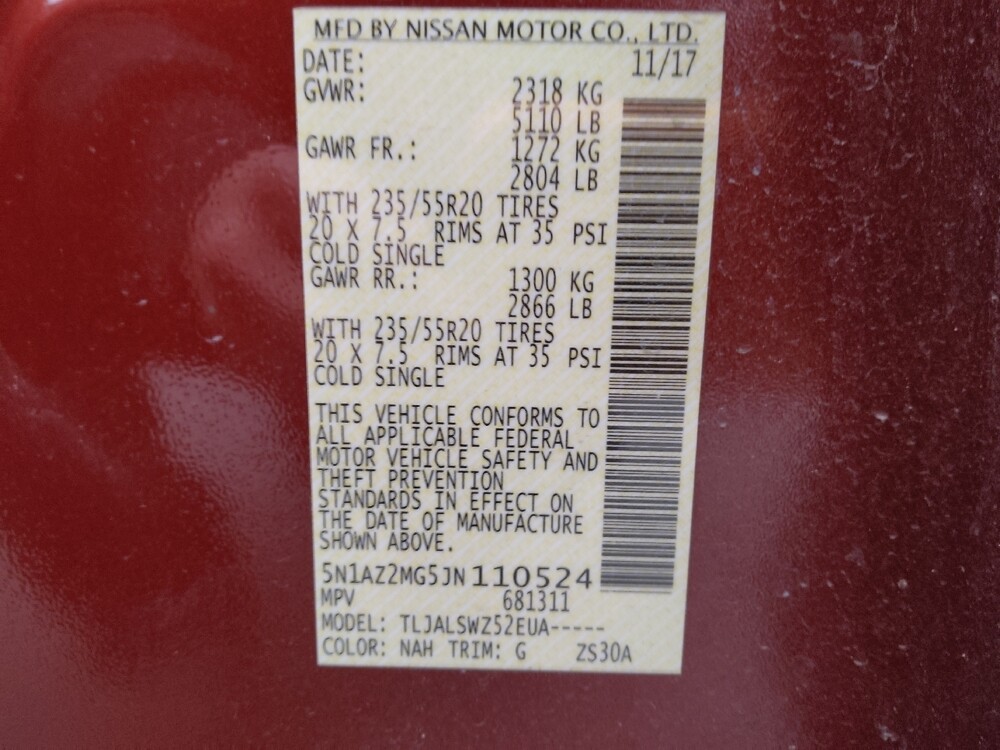 MFD BY NISSAN MOTOR CO., LTD.
DATE: 11/17
GVWR: 2318 KG
5110 LB
GAWR FR.: 1272 KG
2804 LB
WITH 235/55R20 TIRES
20 X 7.5 RIMS AT 35 PSI
COLD SINGLE
GAWR RR.: 1300 KG
2866 LB
WITH 235/55R20 TIRES
20 X 7.5 RIMS AT 35 PSI
COLD SINGLE
THIS VEHICLE CONFORMS TO
ALL APPLICABLE FEDERAL
MOTOR VEHICLE SAFETY AND
THEFT PREVENTION
STANDARDS IN EFFECT ON
THE DATE OF MANUFACTURE
SHOWN ABOVE.
5N1AZ2MG5JN110524
MPV 681311
MODEL: TLJALSWZ52EUA-----
COLOR: NAH TRIM: G ZS30A